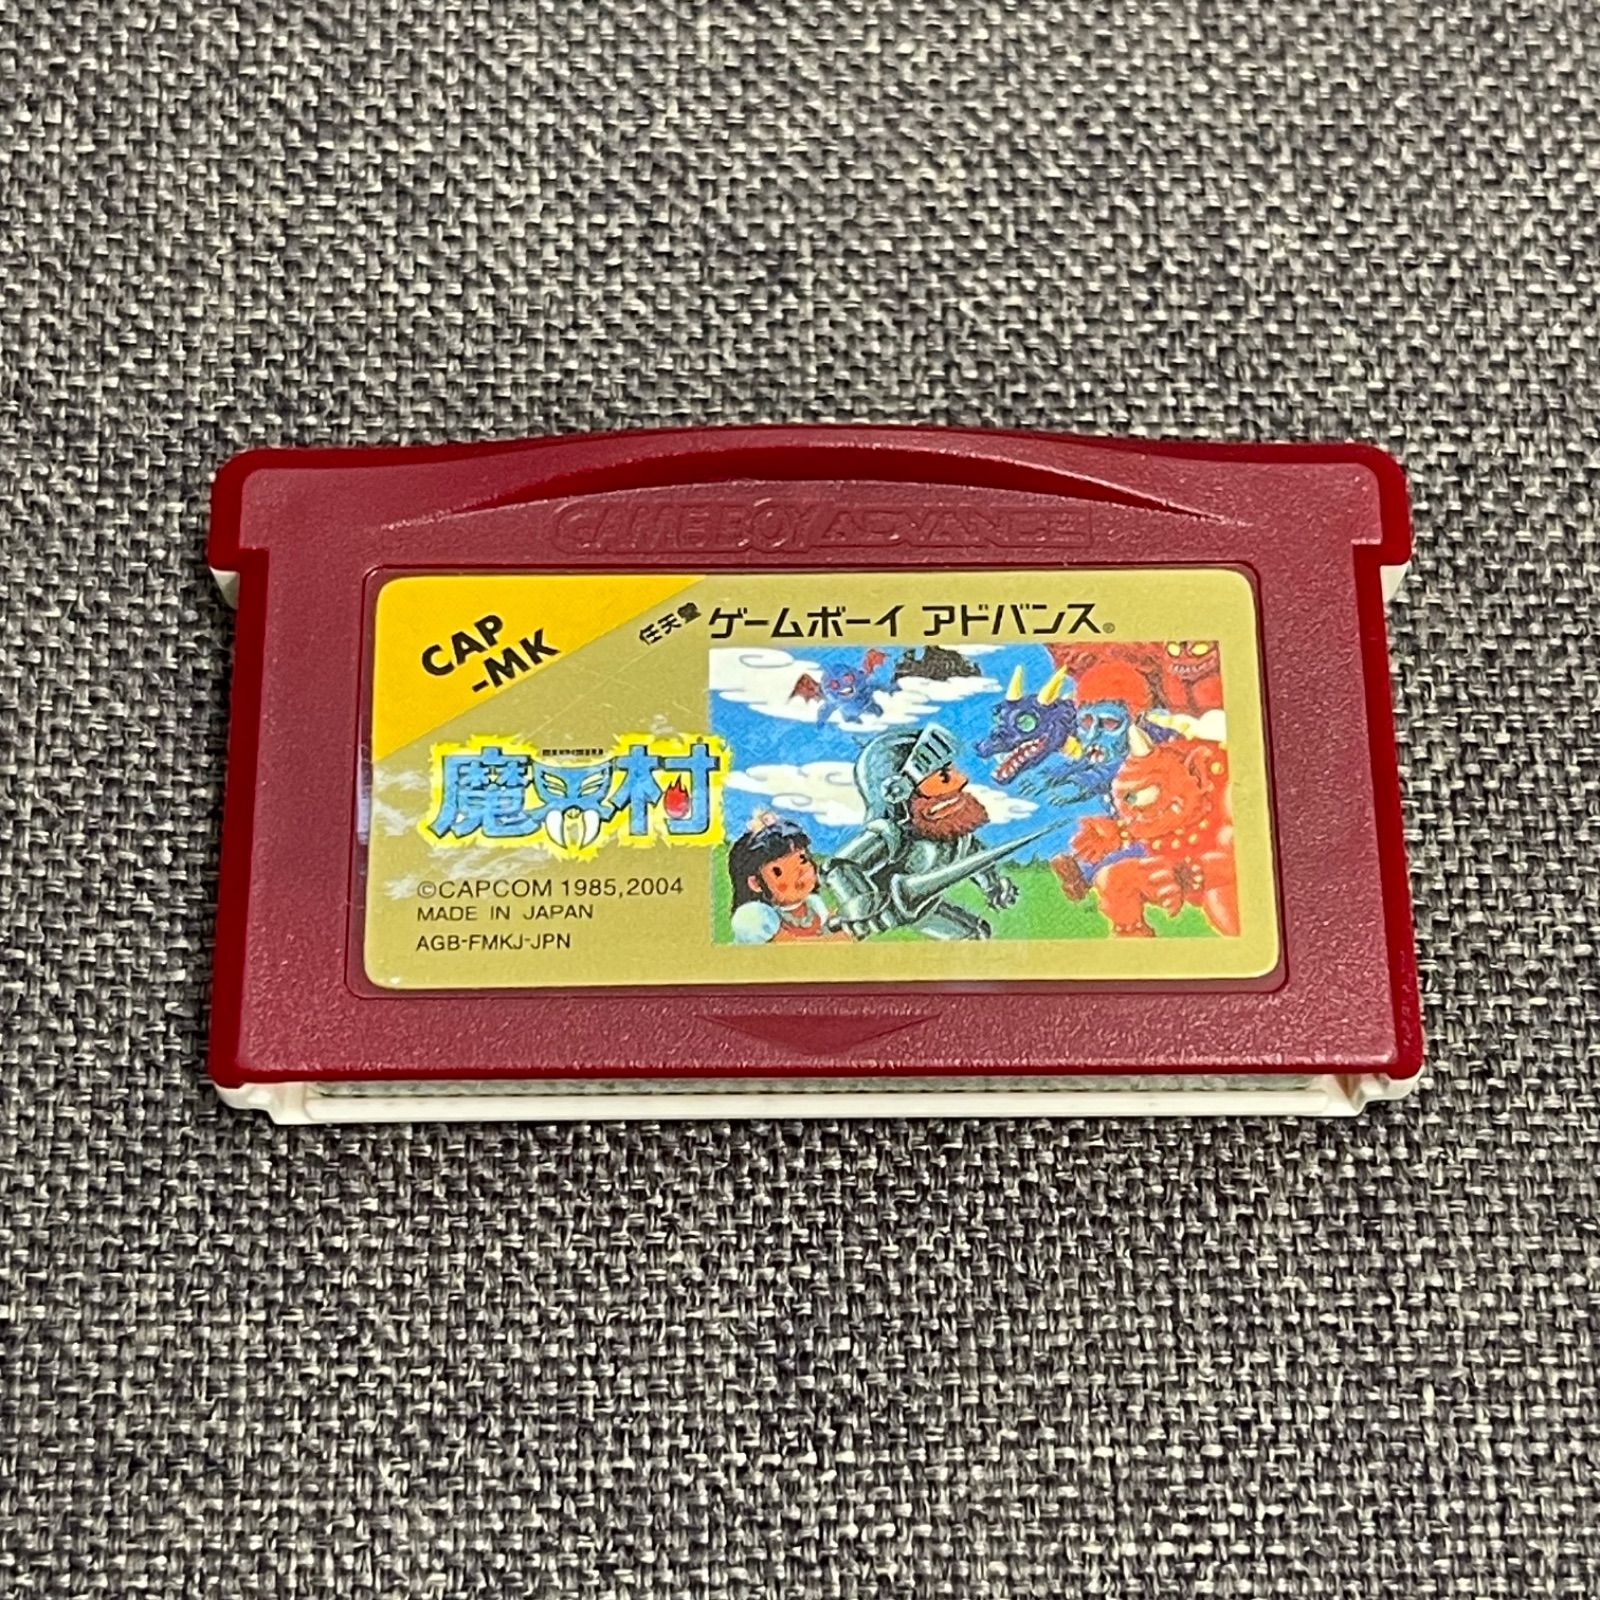 GAME BOY ADVANCE
CAP
-MK
任天堂 ゲームボーイ アドバンス®
魔界村
©CAPCOM 1985,2004
MADE IN JAPAN
AGB-FMKJ-JPN